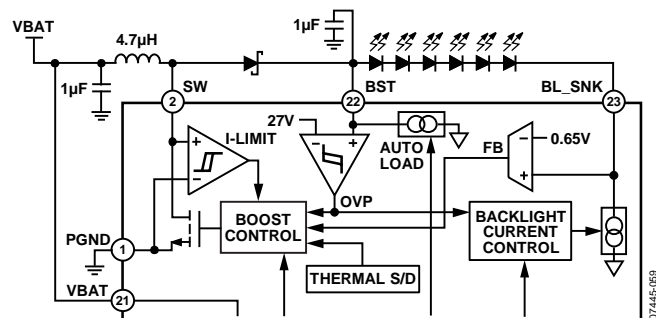 VBAT
4.7µH
1µF
1µF
SW
2
BST
22
BL_SNK
23
27V
I-LIMIT
AUTO
LOAD
FB
0.65V
OVP
PGND
1
BOOST
CONTROL
BACKLIGHT
CURRENT
CONTROL
THERMAL S/D
VBAT
21
07445-059